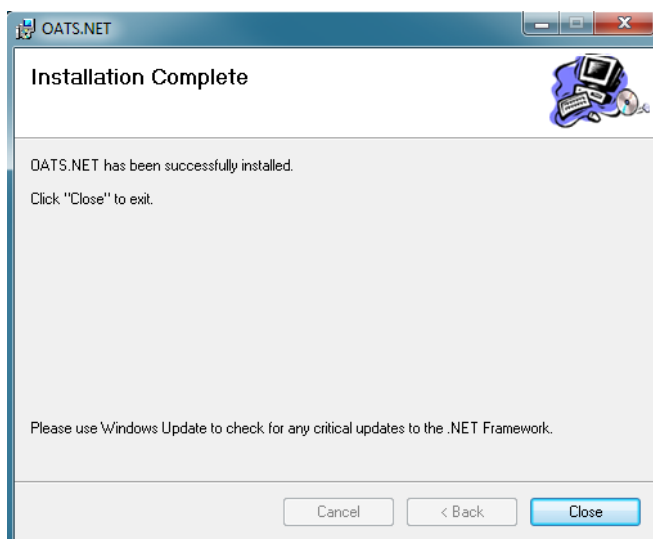 OATS.NET
Installation Complete
OATS.NET has been successfully installed.
Click "Close" to exit.
Please use Windows Update to check for any critical updates to the .NET Framework.
Cancel
< Back
Close